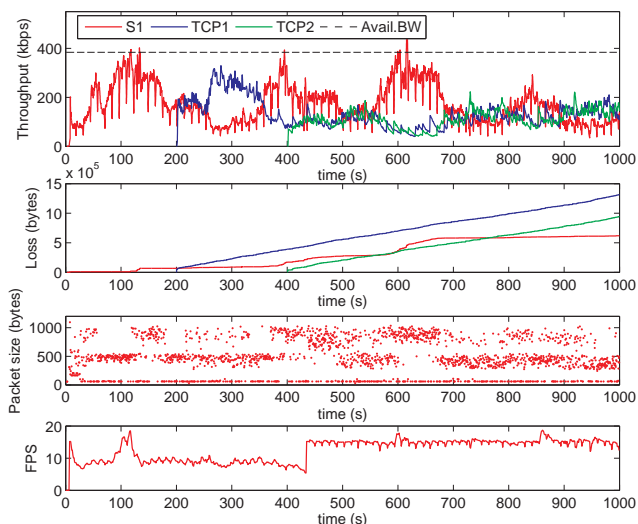 S1 TCP1 TCP2 Avail.BW
Throughput (kbps)
400
200
0
0 100 200 300 400 500 600 700 800 900 1000
time (s)
x 10^5
Loss (bytes)
15
10
5
0
0 100 200 300 400 500 600 700 800 900 1000
time (s)
Packet size (bytes)
1000
500
0
0 100 200 300 400 500 600 700 800 900 1000
time (s)
FPS
20
10
0
0 100 200 300 400 500 600 700 800 900 1000
time (s)